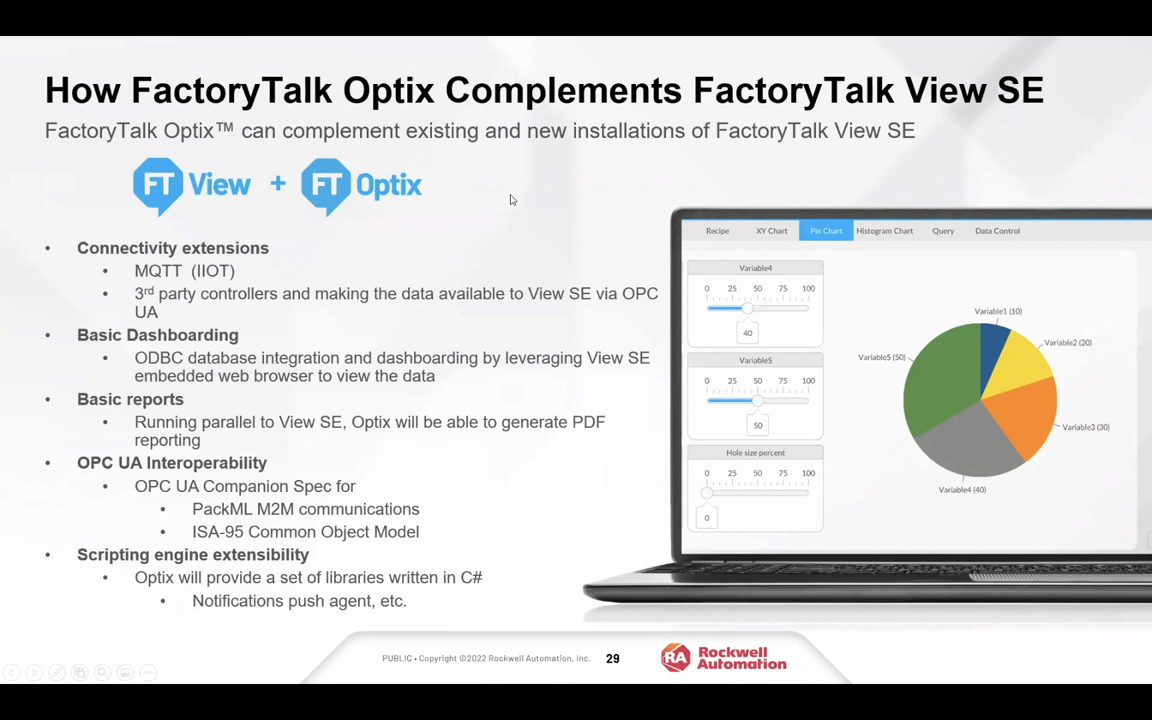 How FactoryTalk Optix Complements FactoryTalk View SE
FactoryTalk Optix™ can complement existing and new installations of FactoryTalk View SE
FT View + FT Optix
• Connectivity extensions
• MQTT (IIOT)
• 3rd party controllers and making the data available to View SE via OPC
UA
• Basic Dashboarding
• ODBC database integration and dashboarding by leveraging View SE
embedded web browser to view the data
• Basic reports
• Running parallel to View SE, Optix will be able to generate PDF
reporting
• OPC UA Interoperability
• OPC UA Companion Spec for
• PackML M2M communications
• ISA-95 Common Object Model
• Scripting engine extensibility
• Optix will provide a set of libraries written in C#
• Notifications push agent, etc.
Recipe XY Chart Pie Chart Histogram Chart Query Data Control
Variable4
0 25 50 75 100
40
Variable5
0 25 50 75 100
50
Hole size percent
0 25 50 75 100
0
Variable1 (10)
Variable2 (20)
Variable5 (50)
Variable3 (30)
Variable4 (40)
PUBLIC • Copyright ©2022 Rockwell Automation, Inc. 29
RA Rockwell
Automation